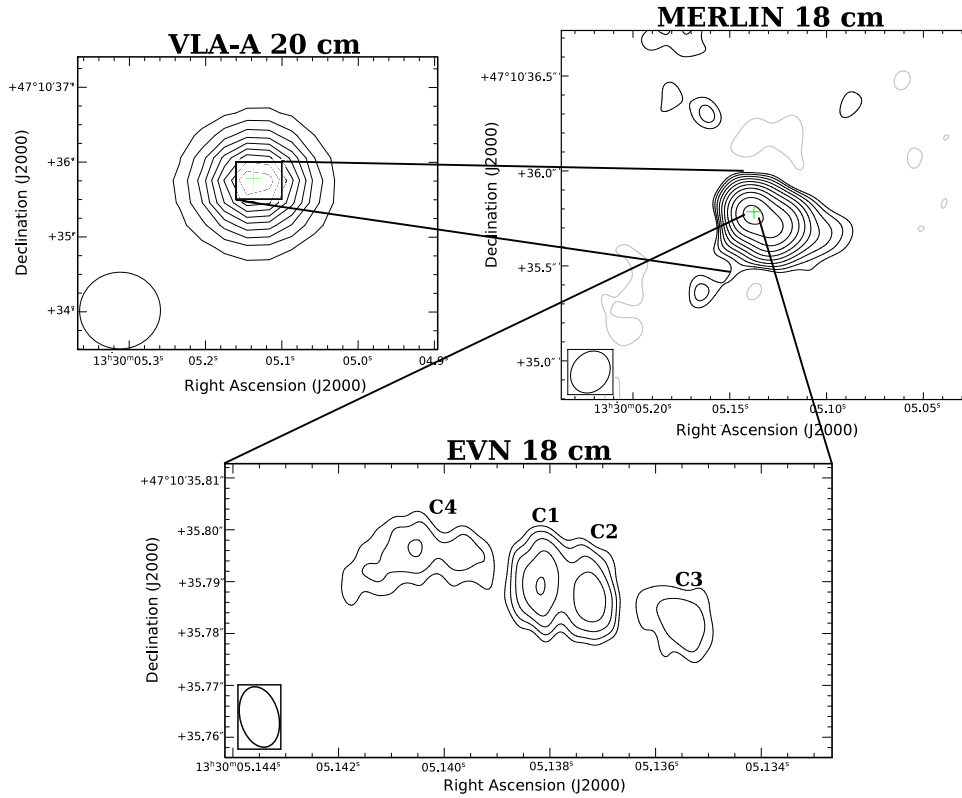 VLA-A 20 cm
+47°10′37″
+36″
+35″
+34″
Declination (J2000)
13ʰ30ᵐ05.3ˢ 05.2ˢ 05.1ˢ 05.0ˢ 04.9ˢ
Right Ascension (J2000)
MERLIN 18 cm
+47°10′36.5″
+36.0″
+35.5″
+35.0″
Declination (J2000)
13ʰ30ᵐ05.20ˢ 05.15ˢ 05.10ˢ 05.05ˢ
Right Ascension (J2000)
EVN 18 cm
+47°10′35.81″
+35.80″
+35.79″
+35.78″
+35.77″
+35.76″
Declination (J2000)
C4 C1 C2 C3
13ʰ30ᵐ05.144ˢ 05.142ˢ 05.140ˢ 05.138ˢ 05.136ˢ 05.134ˢ
Right Ascension (J2000)